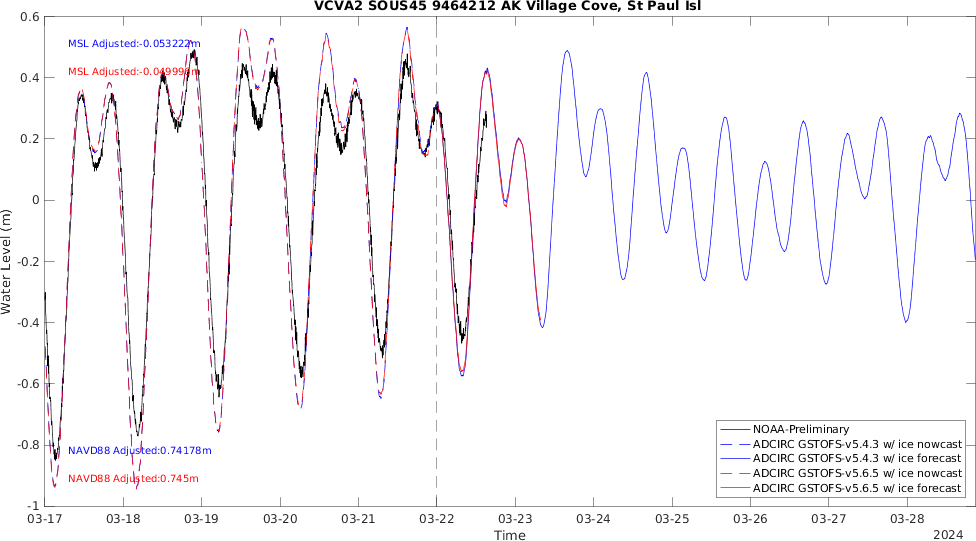 VCVA2 SOUS45 9464212 AK Village Cove, St Paul Isl
0.6
MSL Adjusted:-0.053222m
MSL Adjusted:-0.049998m
0.4
0.2
0
Water Level (m)
-0.2
-0.4
-0.6
-0.8
NAVD88 Adjusted:0.74178m
NAVD88 Adjusted:0.745m
-1
NOAA-Preliminary
ADCIRC GSTOFS-v5.4.3 w/ ice nowcast
ADCIRC GSTOFS-v5.4.3 w/ ice forecast
ADCIRC GSTOFS-v5.6.5 w/ ice nowcast
ADCIRC GSTOFS-v5.6.5 w/ ice forecast
03-17 03-18 03-19 03-20 03-21 03-22 03-23 03-24 03-25 03-26 03-27 03-28
Time
2024